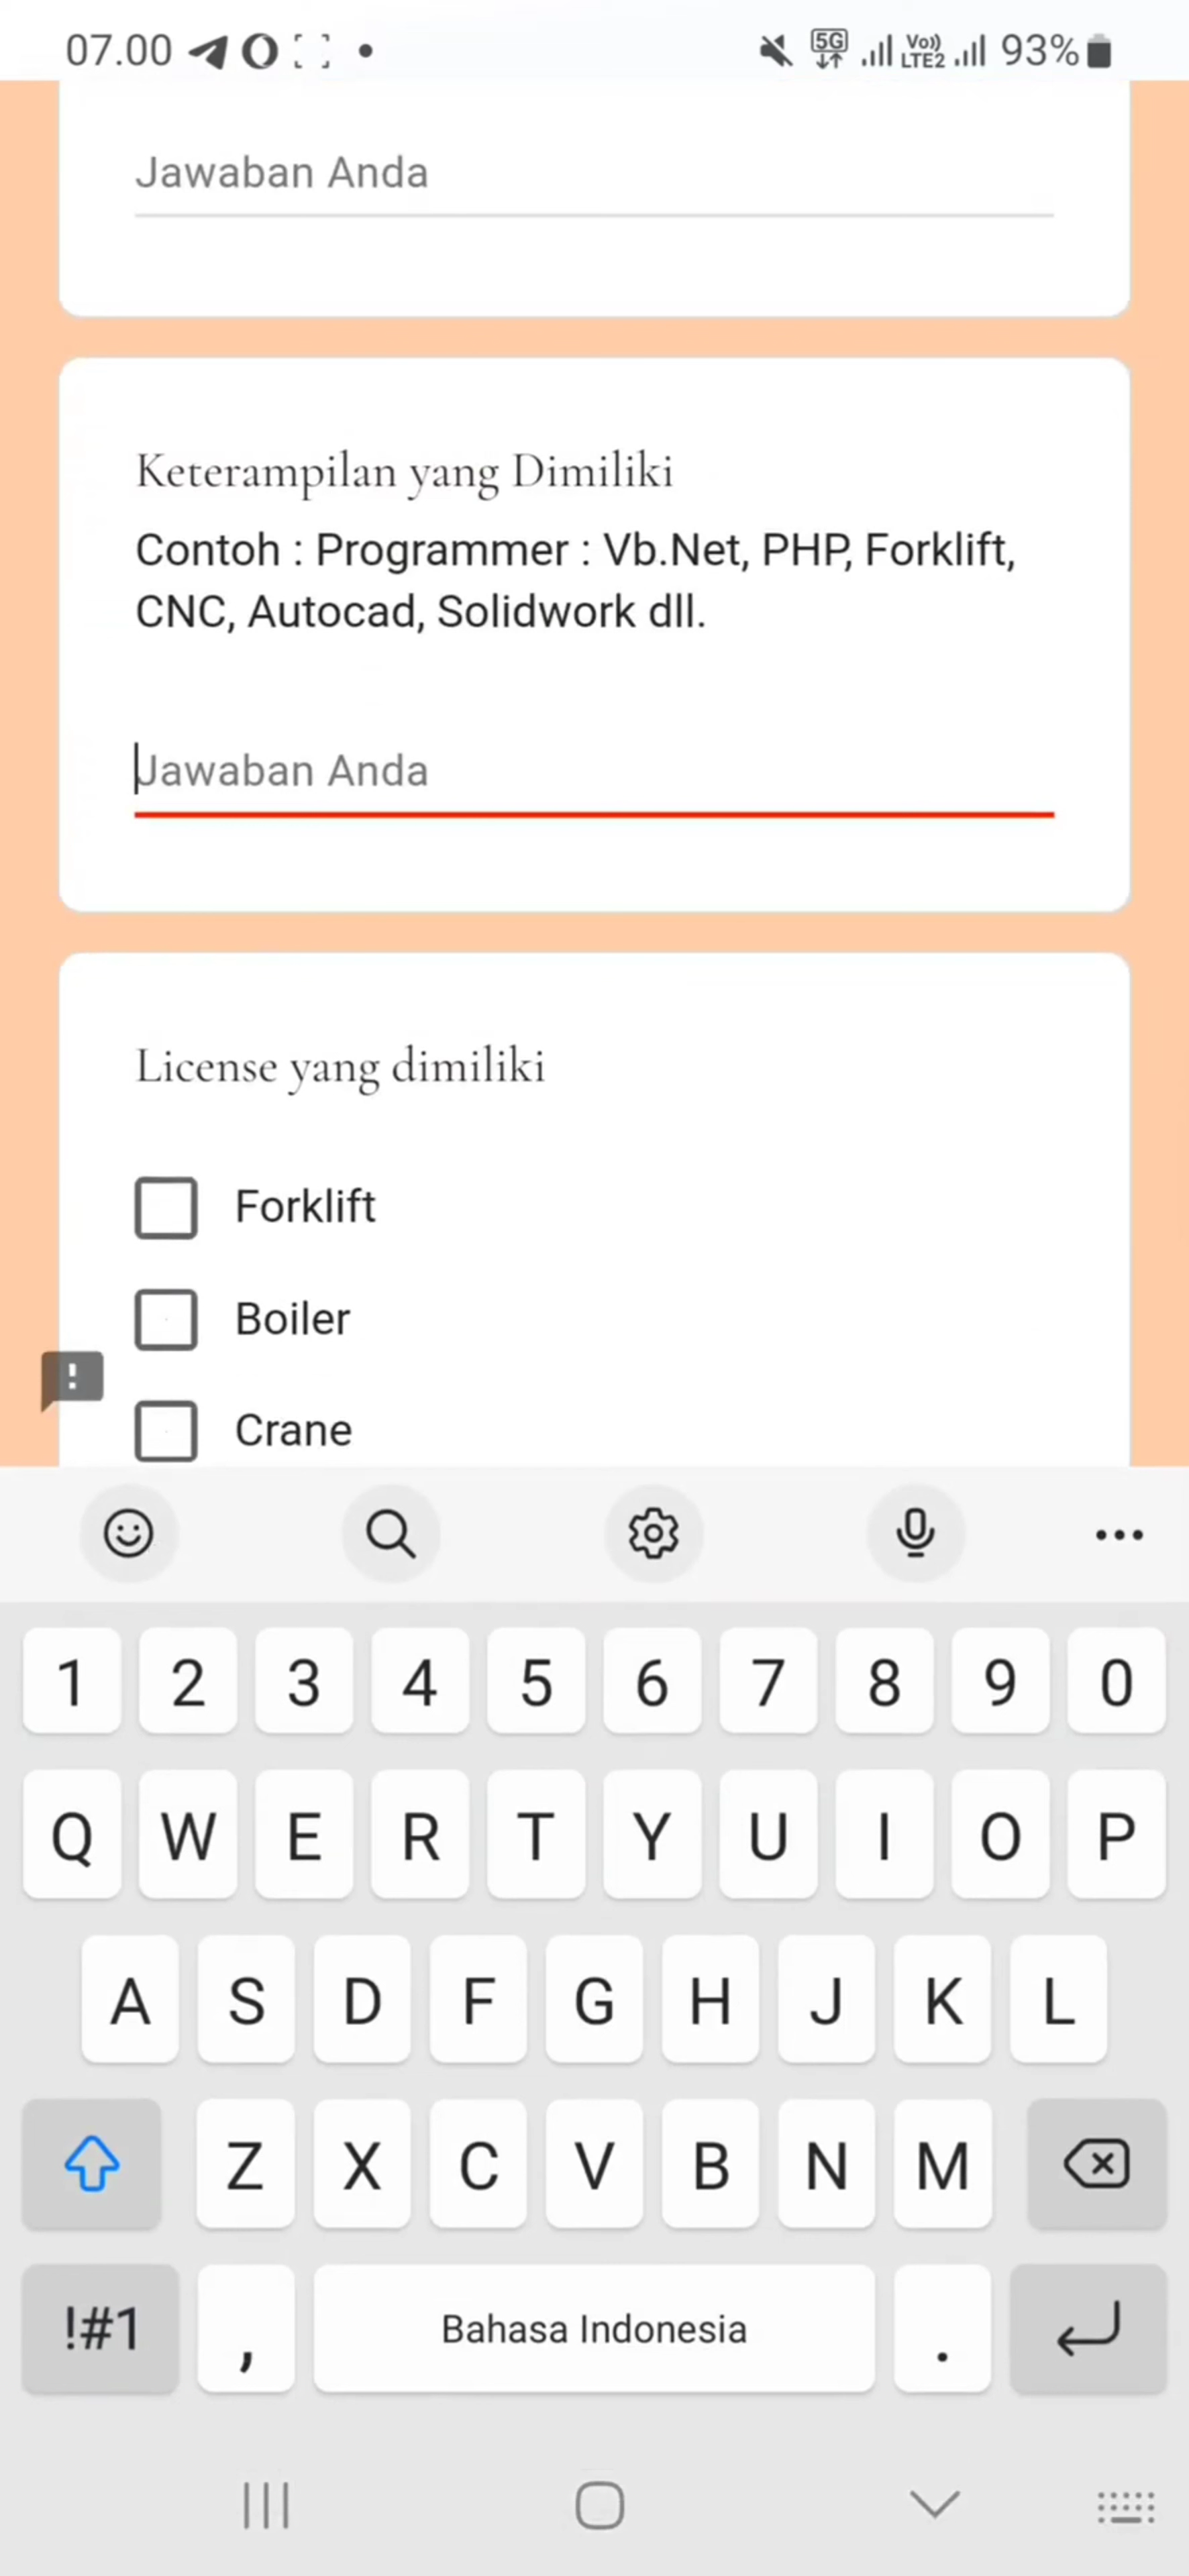 07.00
5G Vo)) LTE2 93%
Jawaban Anda
Keterampilan yang Dimiliki
Contoh : Programmer : Vb.Net, PHP, Forklift,
CNC, Autocad, Solidwork dll.
Jawaban Anda
License yang dimiliki
Forklift
Boiler
!
Crane
1 2 3 4 5 6 7 8 9 0
Q W E R T Y U I O P
A S D F G H J K L
Z X C V B N M
!#1 , Bahasa Indonesia .